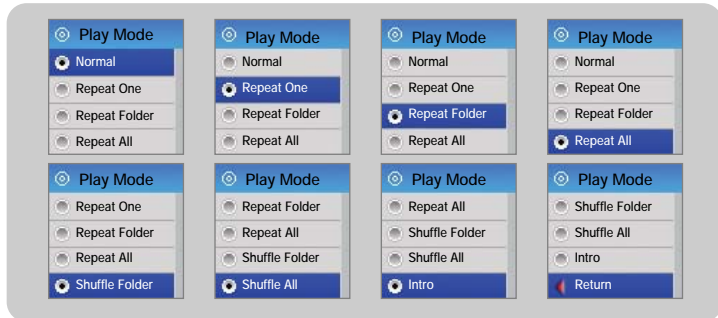 Play Mode
Normal
Repeat One
Repeat Folder
Repeat All
Play Mode
Normal
Repeat One
Repeat Folder
Repeat All
Play Mode
Normal
Repeat One
Repeat Folder
Repeat All
Play Mode
Normal
Repeat One
Repeat Folder
Repeat All
Play Mode
Repeat One
Repeat Folder
Repeat All
Shuffle Folder
Play Mode
Repeat Folder
Repeat All
Shuffle Folder
Shuffle All
Play Mode
Repeat All
Shuffle Folder
Shuffle All
Intro
Play Mode
Shuffle Folder
Shuffle All
Intro
Return